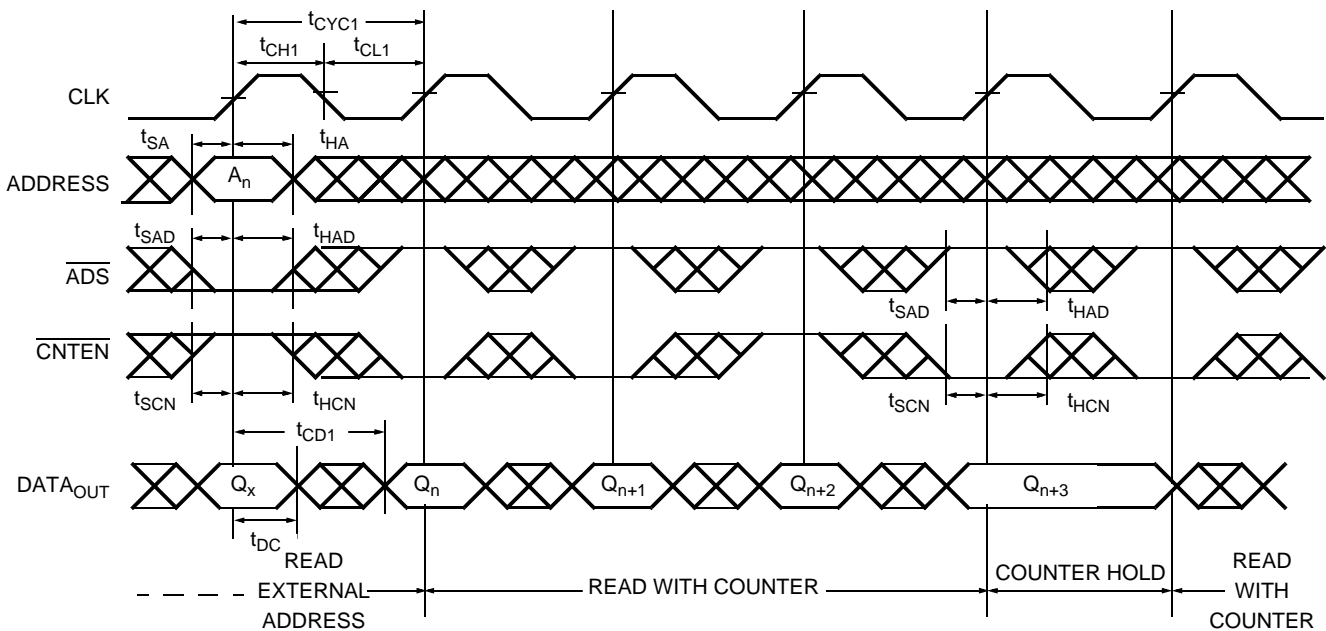 tCYC1
tCH1 tCL1
CLK
tSA tHA
ADDRESS An
tSAD tHAD
ADS
tSAD tHAD
CNTEN
tSCN tHCN tSCN tHCN
tCD1
DATAOUT Qx Qn Qn+1 Qn+2 Qn+3
tDC
READ
EXTERNAL
ADDRESS
READ WITH COUNTER
COUNTER HOLD
READ
WITH
COUNTER